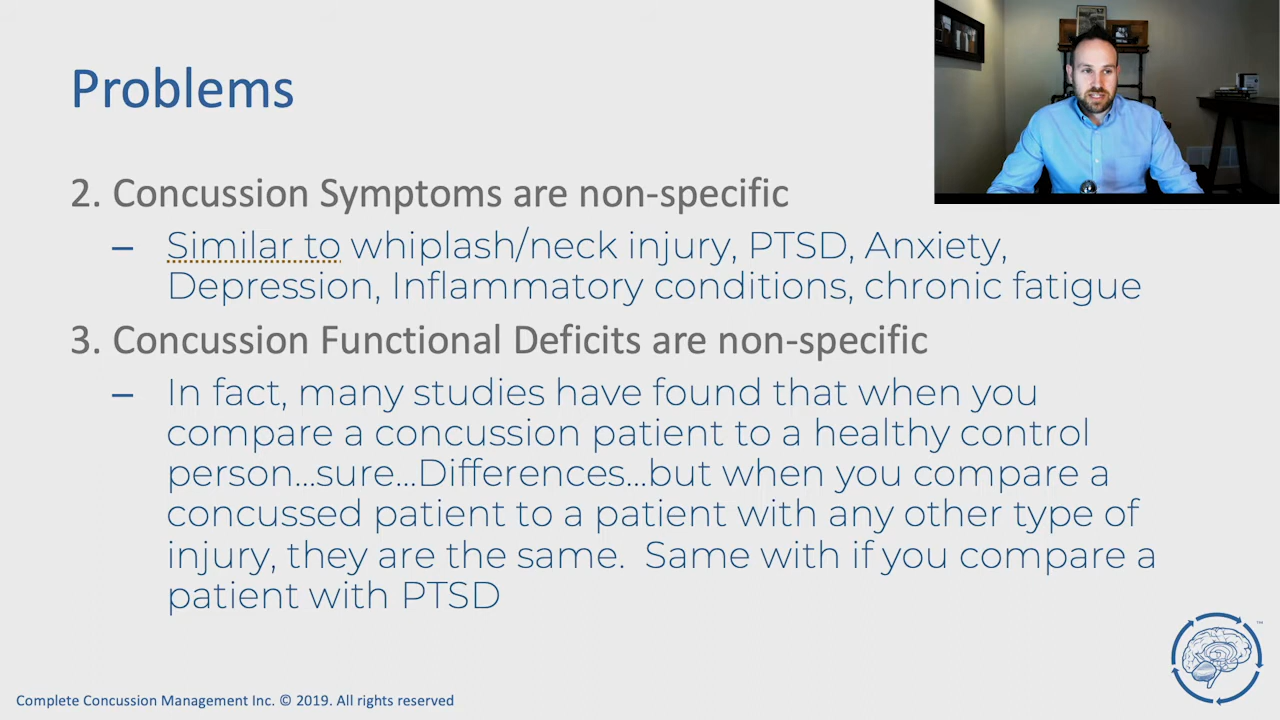 Problems
2. Concussion Symptoms are non-specific
– Similar to whiplash/neck injury, PTSD, Anxiety,
Depression, Inflammatory conditions, chronic fatigue
3. Concussion Functional Deficits are non-specific
– In fact, many studies have found that when you
compare a concussion patient to a healthy control
person...sure...Differences...but when you compare a
concussed patient to a patient with any other type of
injury, they are the same.  Same with if you compare a
patient with PTSD
TM
Complete Concussion Management Inc. © 2019. All rights reserved